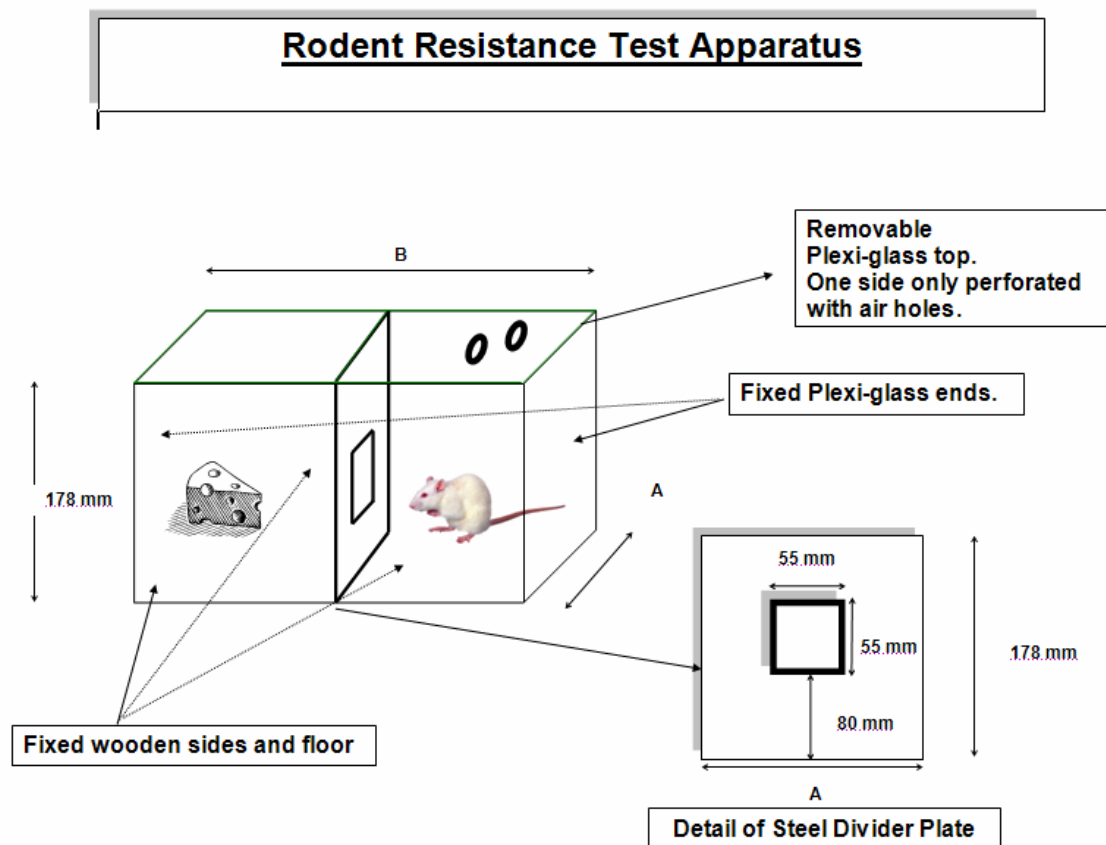 Rodent Resistance Test Apparatus
Removable
Plexi-glass top.
One side only perforated
with air holes.
B
Fixed Plexi-glass ends.
178 mm
A
55 mm
55 mm
178 mm
80 mm
Fixed wooden sides and floor
A
Detail of Steel Divider Plate